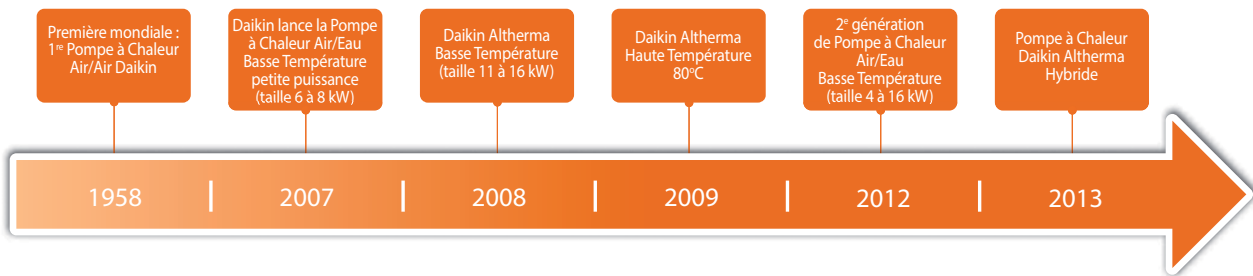 Première mondiale :
1re Pompe à Chaleur
Air/Air Daikin
Daikin lance la Pompe
à Chaleur Air/Eau
Basse Température
petite puissance
(taille 6 à 8 kW)
Daikin Altherma
Basse Température
(taille 11 à 16 kW)
Daikin Altherma
Haute Température
80°C
2e génération
de Pompe à Chaleur
Air/Eau
Basse Température
(taille 4 à 16 kW)
Pompe à Chaleur
Daikin Altherma
Hybride
1958
2007
2008
2009
2012
2013